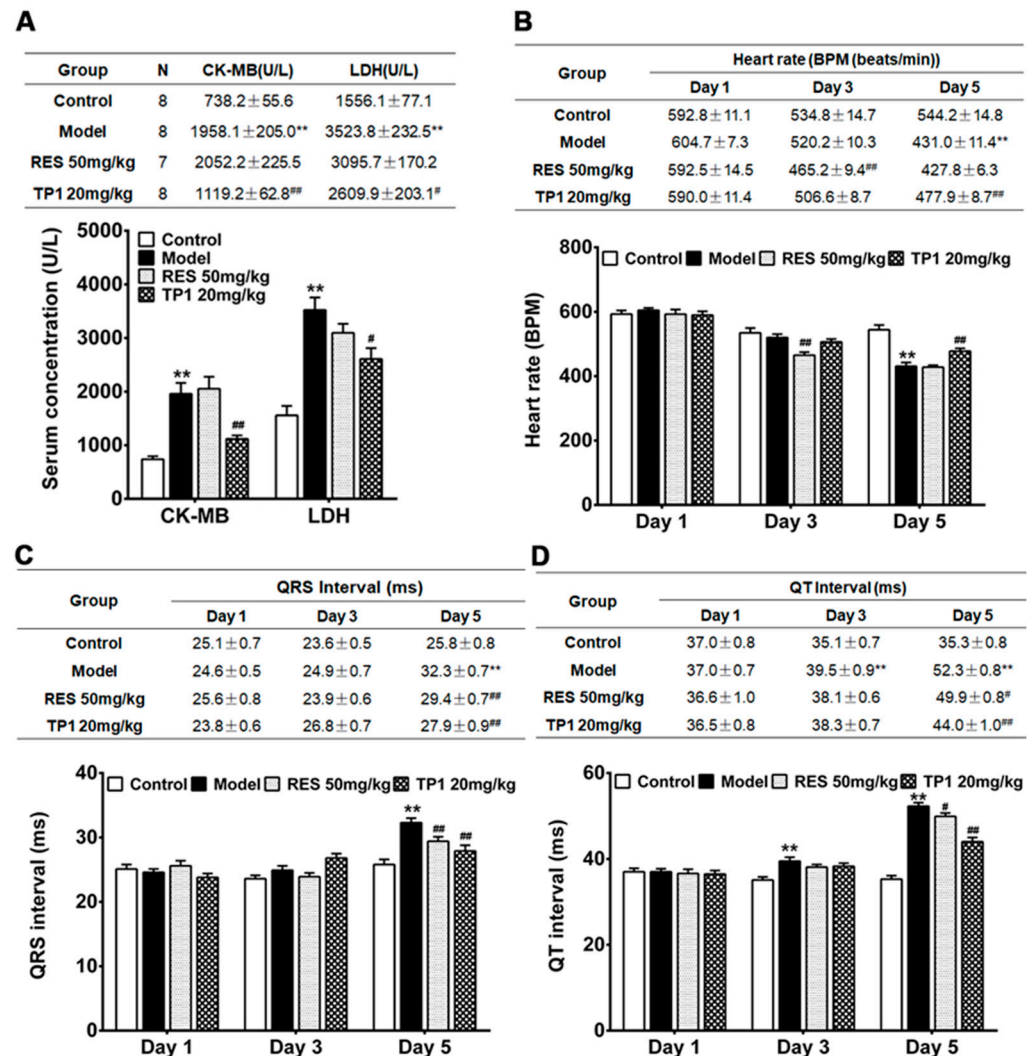 A
Group N CK-MB(U/L) LDH(U/L)
Control 8 738.2±55.6 1556.1±77.1
Model 8 1958.1±205.0** 3523.8±232.5**
RES 50mg/kg 7 2052.2±225.5 3095.7±170.2
TP1 20mg/kg 8 1119.2±62.8## 2609.9±203.1#
Serum concentration (U/L)
5000
4000
3000
2000
1000
0
Control
Model
RES 50mg/kg
TP1 20mg/kg
**
##
**
#
CK-MB LDH
B
Group Heart rate (BPM (beats/min))
Day 1 Day 3 Day 5
Control 592.8±11.1 534.8±14.7 544.2±14.8
Model 604.7±7.3 520.2±10.3 431.0±11.4**
RES 50mg/kg 592.5±14.5 465.2±9.4## 427.8±6.3
TP1 20mg/kg 590.0±11.4 506.6±8.7 477.9±8.7##
Heart rate (BPM)
800
600
400
200
0
Control Model RES 50mg/kg TP1 20mg/kg
##
**
##
Day 1 Day 3 Day 5
C
Group QRS Interval (ms)
Day 1 Day 3 Day 5
Control 25.1±0.7 23.6±0.5 25.8±0.8
Model 24.6±0.5 24.9±0.7 32.3±0.7**
RES 50mg/kg 25.6±0.8 23.9±0.6 29.4±0.7##
TP1 20mg/kg 23.8±0.6 26.8±0.7 27.9±0.9##
QRS interval (ms)
40
30
20
10
0
Control Model RES 50mg/kg TP1 20mg/kg
**
##
##
Day 1 Day 3 Day 5
D
Group QT Interval (ms)
Day 1 Day 3 Day 5
Control 37.0±0.8 35.1±0.7 35.3±0.8
Model 37.0±0.7 39.5±0.9** 52.3±0.8**
RES 50mg/kg 36.6±1.0 38.1±0.6 49.9±0.8#
TP1 20mg/kg 36.5±0.8 38.3±0.7 44.0±1.0##
QT interval (ms)
60
40
20
0
Control Model RES 50mg/kg TP1 20mg/kg
**
**
#
##
Day 1 Day 3 Day 5